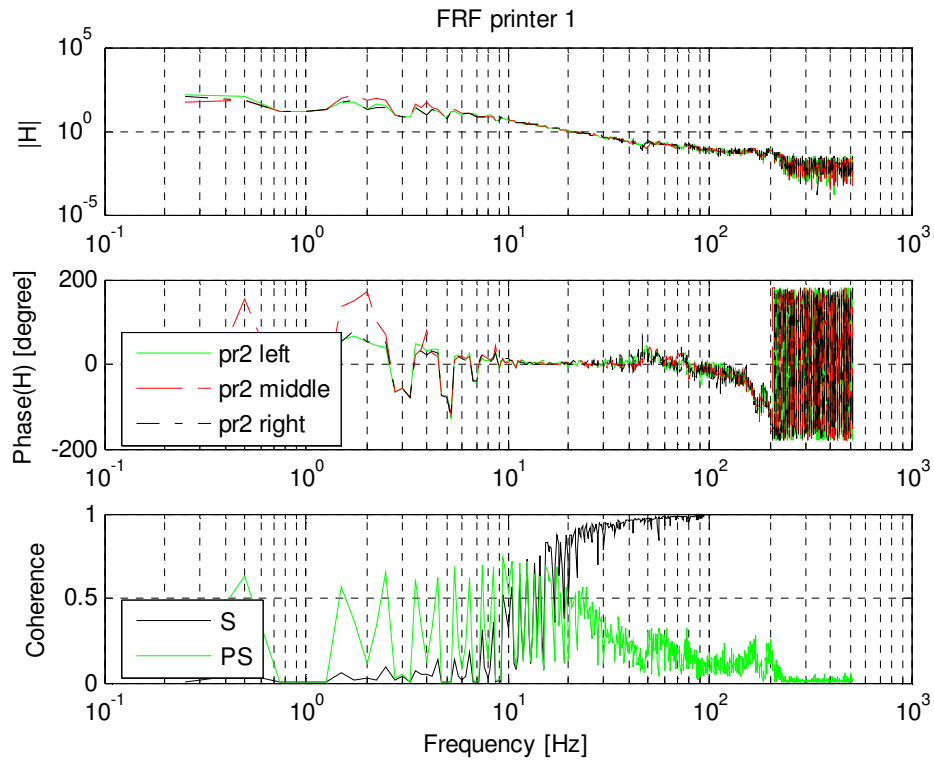 FRF printer 1
|H|
10^5
10^0
10^-5
10^-1
10^0
10^1
10^2
10^3
Phase(H) [degree]
200
0
-200
pr2 left
pr2 middle
pr2 right
10^-1
10^0
10^1
10^2
10^3
Coherence
1
0.5
0
S
PS
10^-1
10^0
10^1
10^2
10^3
Frequency [Hz]